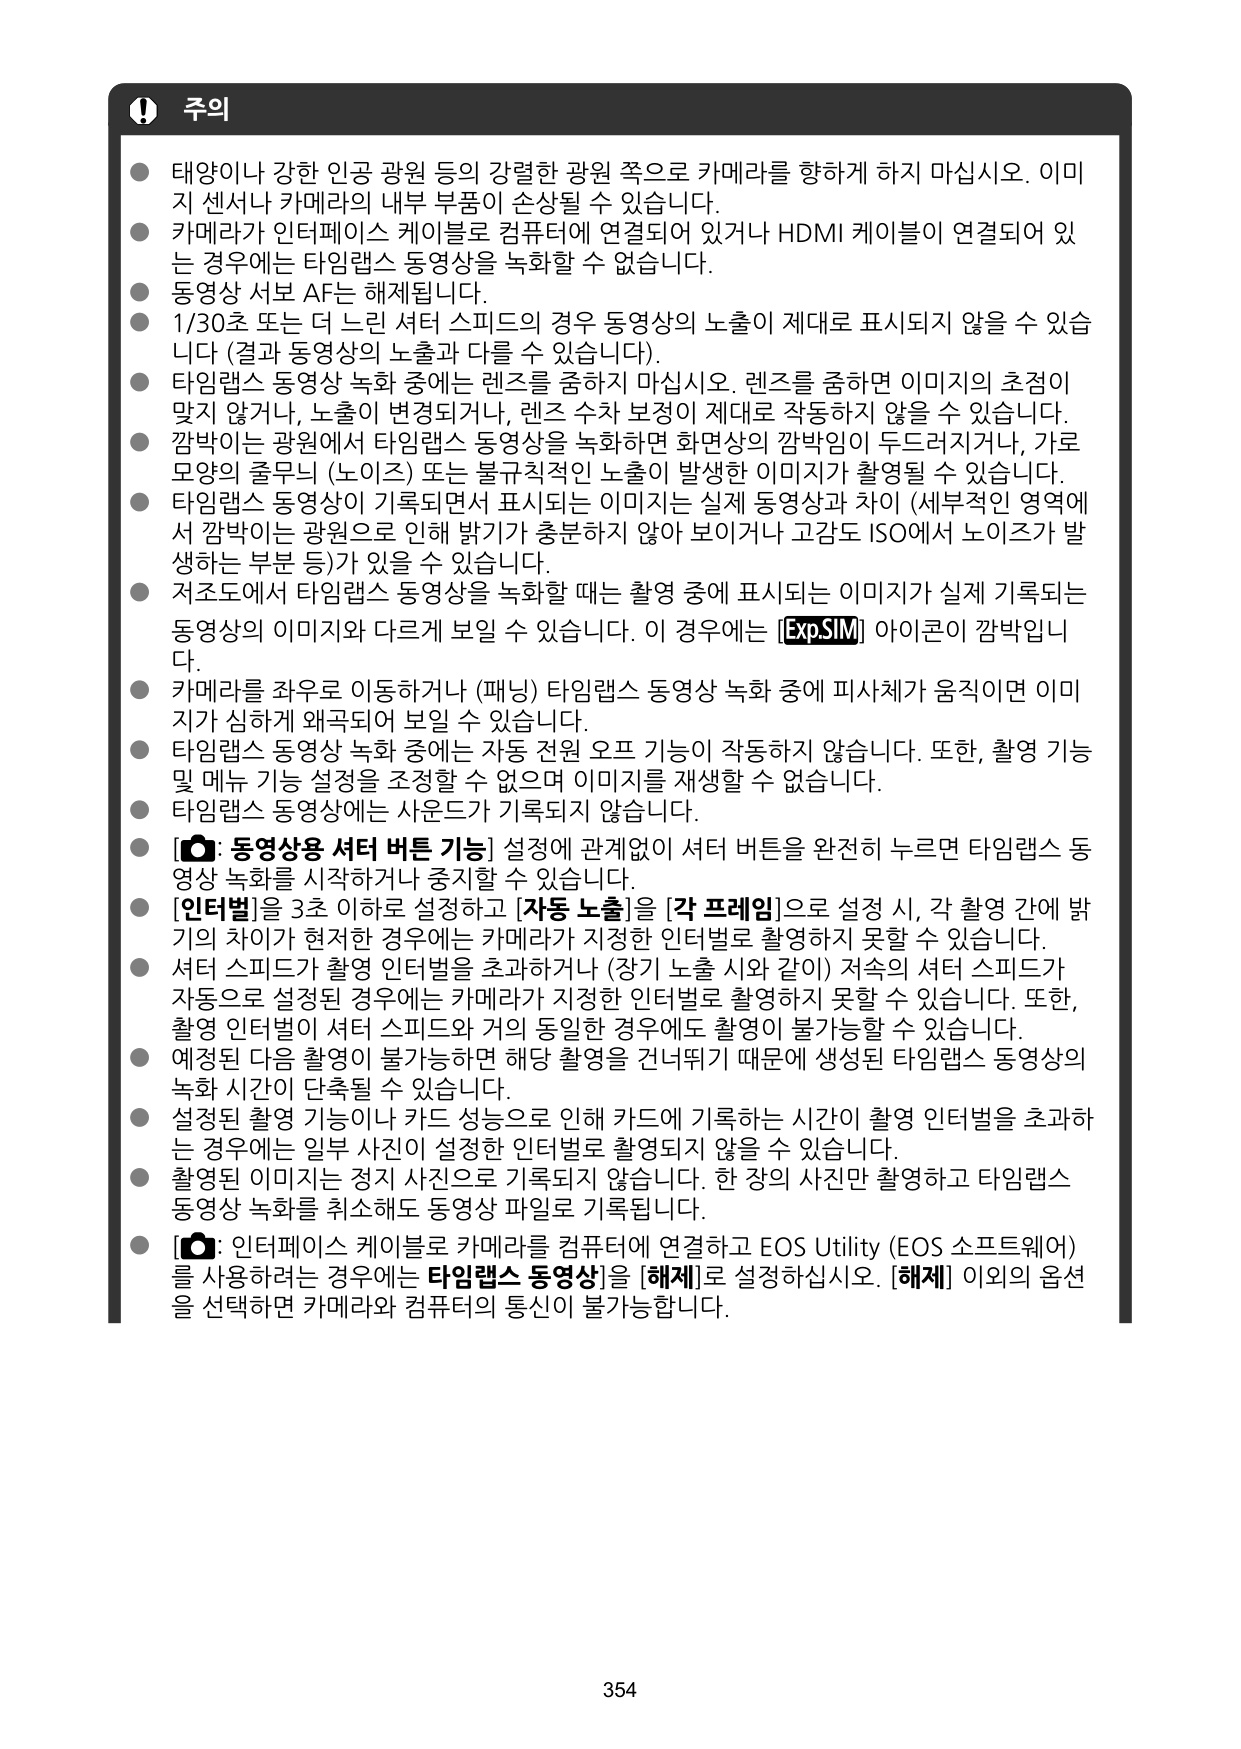 주의
● 태양이나 강한 인공 광원 등의 강렬한 광원 쪽으로 카메라를 향하게 하지 마십시오. 이미
지 센서나 카메라의 내부 부품이 손상될 수 있습니다.
● 카메라가 인터페이스 케이블로 컴퓨터에 연결되어 있거나 HDMI 케이블이 연결되어 있
는 경우에는 타임랩스 동영상을 녹화할 수 없습니다.
● 동영상 서보 AF는 해제됩니다.
● 1/30초 또는 더 느린 셔터 스피드의 경우 동영상의 노출이 제대로 표시되지 않을 수 있습
니다 (결과 동영상의 노출과 다를 수 있습니다).
● 타임랩스 동영상 녹화 중에는 렌즈를 줌하지 마십시오. 렌즈를 줌하면 이미지의 초점이
맞지 않거나, 노출이 변경되거나, 렌즈 수차 보정이 제대로 작동하지 않을 수 있습니다.
● 깜박이는 광원에서 타임랩스 동영상을 녹화하면 화면상의 깜박임이 두드러지거나, 가로
모양의 줄무늬 (노이즈) 또는 불규칙적인 노출이 발생한 이미지가 촬영될 수 있습니다.
● 타임랩스 동영상이 기록되면서 표시되는 이미지는 실제 동영상과 차이 (세부적인 영역에
서 깜박이는 광원으로 인해 밝기가 충분하지 않아 보이거나 고감도 ISO에서 노이즈가 발
생하는 부분 등)가 있을 수 있습니다.
● 저조도에서 타임랩스 동영상을 녹화할 때는 촬영 중에 표시되는 이미지가 실제 기록되는
동영상의 이미지와 다르게 보일 수 있습니다. 이 경우에는 [Exp.SIM] 아이콘이 깜박입니
다.
● 카메라를 좌우로 이동하거나 (패닝) 타임랩스 동영상 녹화 중에 피사체가 움직이면 이미
지가 심하게 왜곡되어 보일 수 있습니다.
● 타임랩스 동영상 녹화 중에는 자동 전원 오프 기능이 작동하지 않습니다. 또한, 촬영 기능
및 메뉴 기능 설정을 조정할 수 없으며 이미지를 재생할 수 없습니다.
● 타임랩스 동영상에는 사운드가 기록되지 않습니다.
● [: 동영상용 셔터 버튼 기능] 설정에 관계없이 셔터 버튼을 완전히 누르면 타임랩스 동
영상 녹화를 시작하거나 중지할 수 있습니다.
● [인터벌]을 3초 이하로 설정하고 [자동 노출]을 [각 프레임]으로 설정 시, 각 촬영 간에 밝
기의 차이가 현저한 경우에는 카메라가 지정한 인터벌로 촬영하지 못할 수 있습니다.
● 셔터 스피드가 촬영 인터벌을 초과하거나 (장기 노출 시와 같이) 저속의 셔터 스피드가
자동으로 설정된 경우에는 카메라가 지정한 인터벌로 촬영하지 못할 수 있습니다. 또한,
촬영 인터벌이 셔터 스피드와 거의 동일한 경우에도 촬영이 불가능할 수 있습니다.
● 예정된 다음 촬영이 불가능하면 해당 촬영을 건너뛰기 때문에 생성된 타임랩스 동영상의
녹화 시간이 단축될 수 있습니다.
● 설정된 촬영 기능이나 카드 성능으로 인해 카드에 기록하는 시간이 촬영 인터벌을 초과하
는 경우에는 일부 사진이 설정한 인터벌로 촬영되지 않을 수 있습니다.
● 촬영된 이미지는 정지 사진으로 기록되지 않습니다. 한 장의 사진만 촬영하고 타임랩스
동영상 녹화를 취소해도 동영상 파일로 기록됩니다.
● [: 인터페이스 케이블로 카메라를 컴퓨터에 연결하고 EOS Utility (EOS 소프트웨어)
를 사용하려는 경우에는 타임랩스 동영상]을 [해제]로 설정하십시오. [해제] 이외의 옵션
을 선택하면 카메라와 컴퓨터의 통신이 불가능합니다.
354